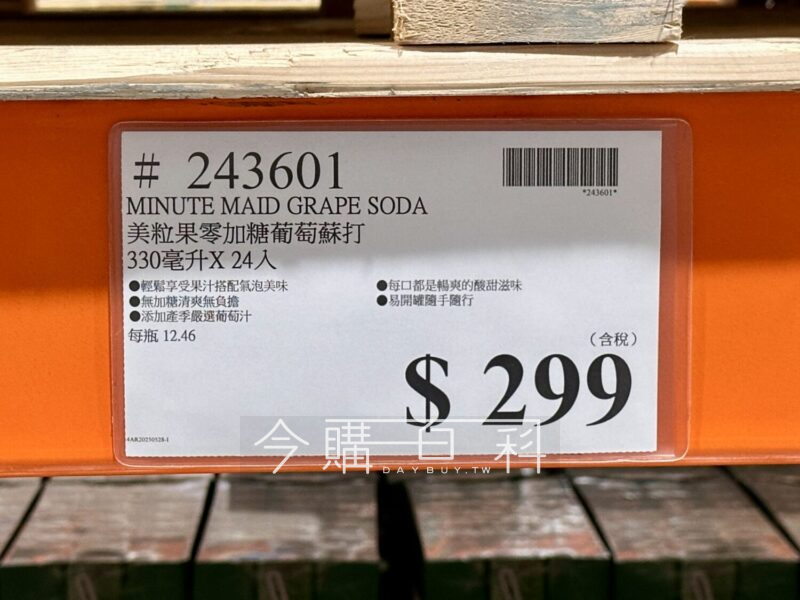 # 243601
*243601*
MINUTE MAID GRAPE SODA
美粒果零加糖葡萄蘇打
330毫升X 24入
●輕鬆享受果汁搭配氣泡美味
●無加糖清爽無負擔
●添加產季嚴選葡萄汁
●每口都是暢爽的酸甜滋味
●易開罐隨手隨行
每瓶 12.46
(含稅)
$ 299
4AR20250528-1
今購百科
DAYBUY.TW